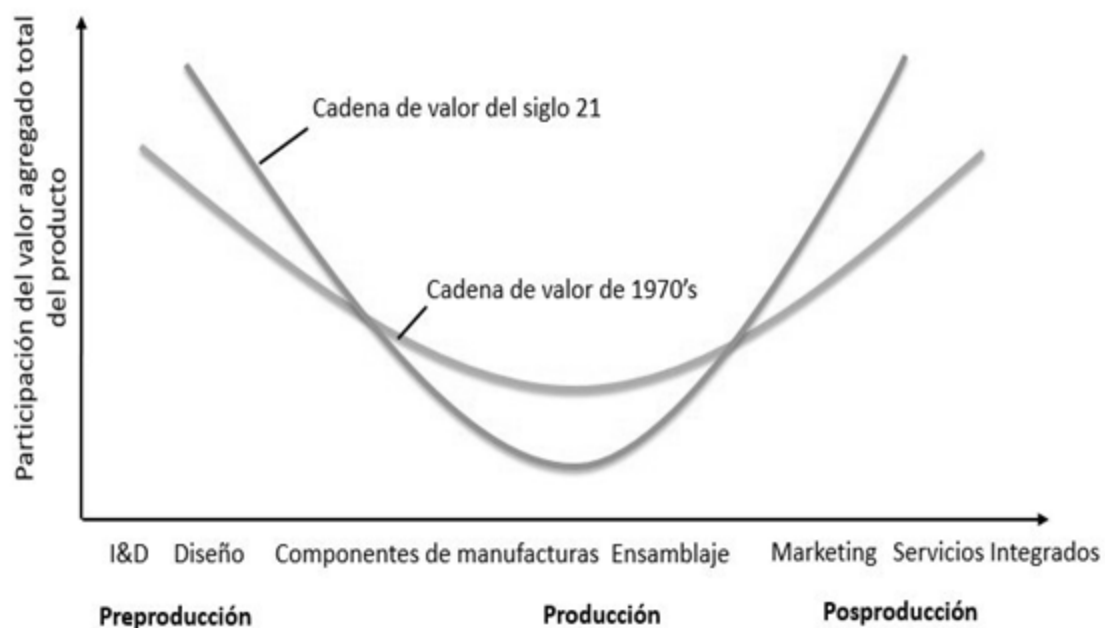 Participación del valor agregado total
del producto
Cadena de valor del siglo 21
Cadena de valor de 1970's
I&D Diseño Componentes de manufacturas Ensamblaje Marketing Servicios Integrados
Preproducción Producción Posproducción